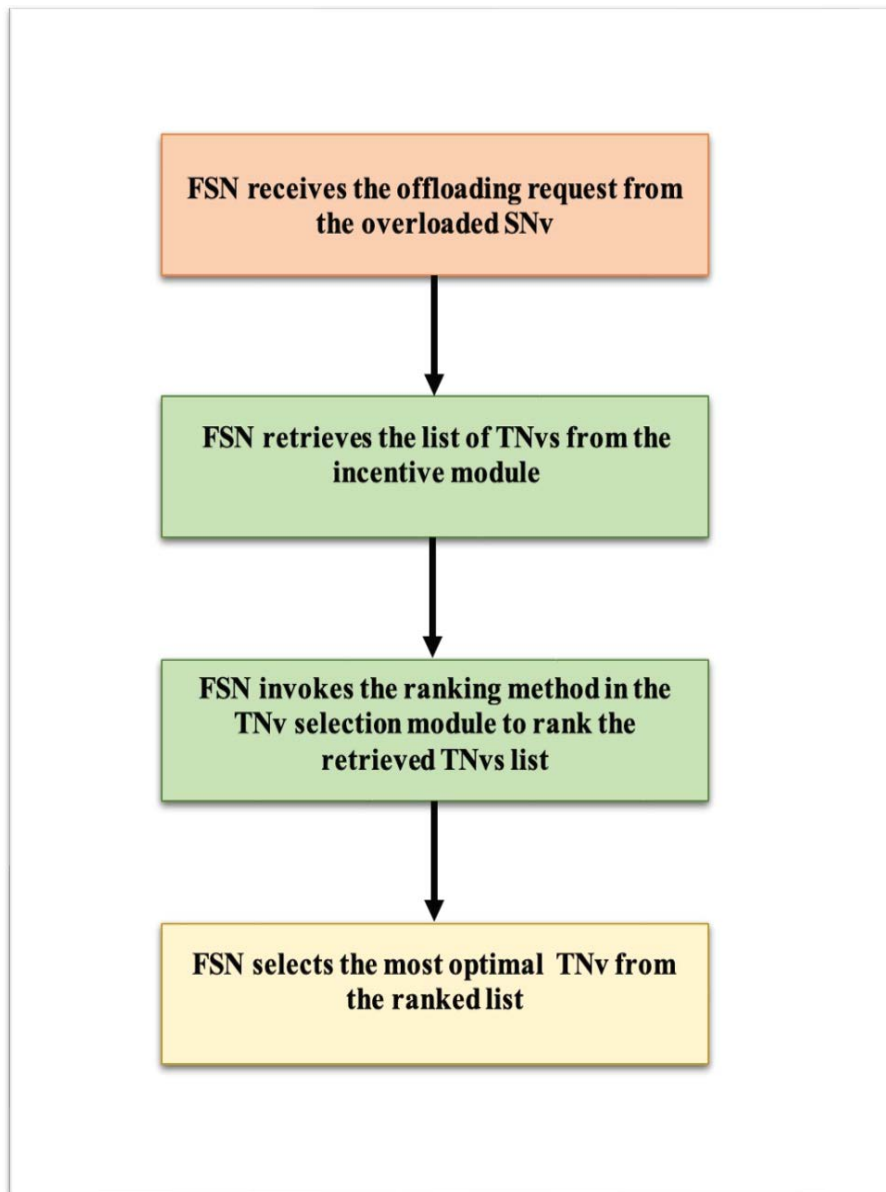 FSN receives the offloading request from
the overloaded SNv
FSN retrieves the list of TNvs from the
incentive module
FSN invokes the ranking method in the
TNv selection module to rank the
retrieved TNvs list
FSN selects the most optimal TNv from
the ranked list